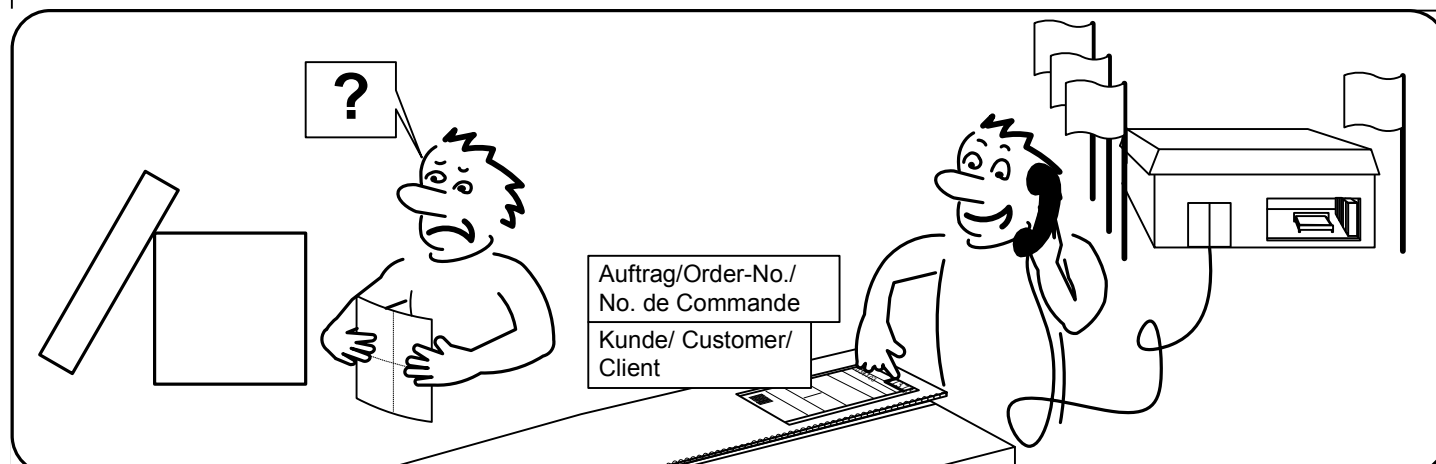 ?
Auftrag/Order-No./
No. de Commande
Kunde/ Customer/
Client